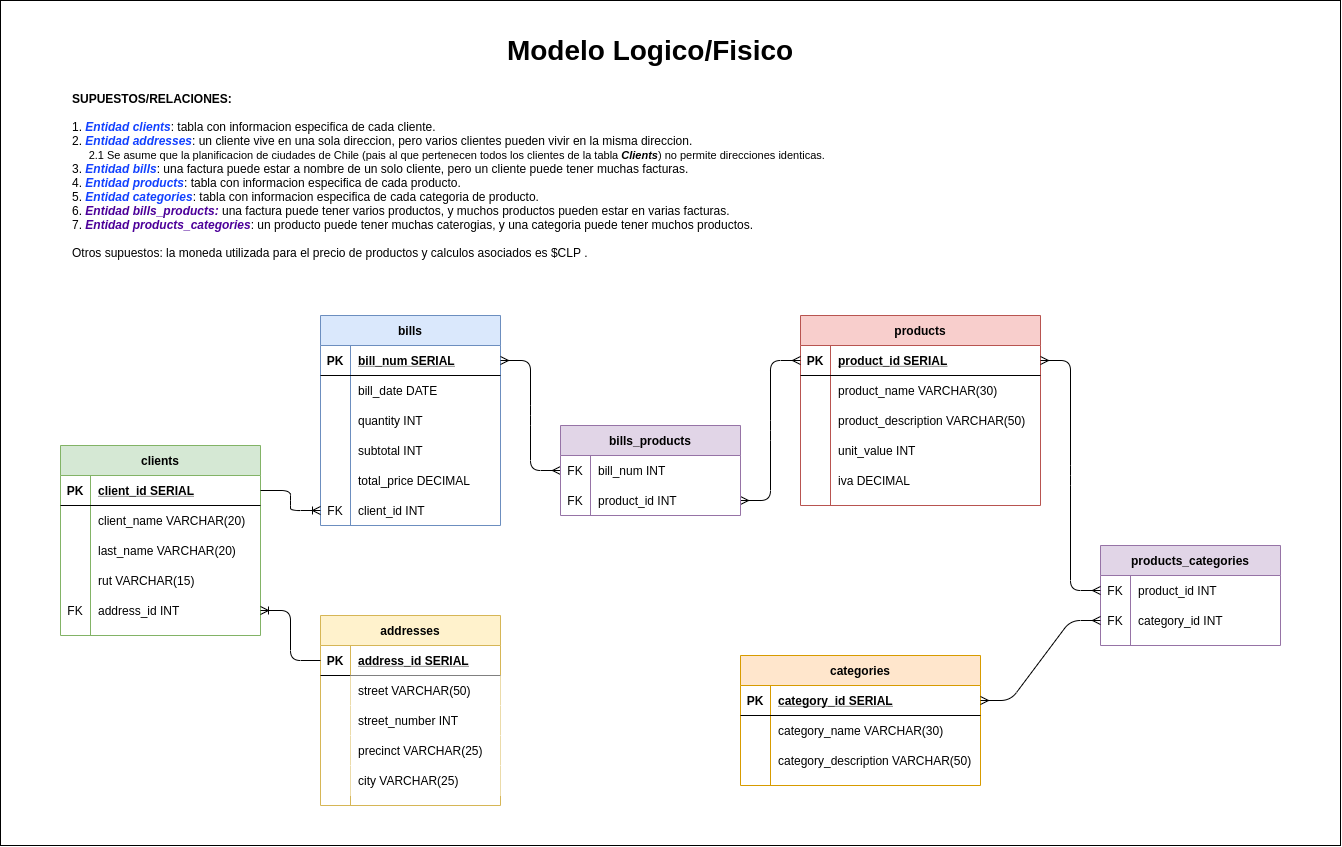 Modelo Logico/Fisico
SUPUESTOS/RELACIONES:
1. Entidad clients: tabla con informacion especifica de cada cliente.
2. Entidad addresses: un cliente vive en una sola direccion, pero varios clientes pueden vivir en la misma direccion.
2.1 Se asume que la planificacion de ciudades de Chile (pais al que pertenecen todos los clientes de la tabla Clients) no permite direcciones identicas.
3. Entidad bills: una factura puede estar a nombre de un solo cliente, pero un cliente puede tener muchas facturas.
4. Entidad products: tabla con informacion especifica de cada producto.
5. Entidad categories: tabla con informacion especifica de cada categoria de producto.
6. Entidad bills_products: una factura puede tener varios productos, y muchos productos pueden estar en varias facturas.
7. Entidad products_categories: un producto puede tener muchas caterogias, y una categoria puede tener muchos productos.
Otros supuestos: la moneda utilizada para el precio de productos y calculos asociados es $CLP .
bills
PK bill_num SERIAL
bill_date DATE
quantity INT
subtotal INT
total_price DECIMAL
FK client_id INT
products
PK product_id SERIAL
product_name VARCHAR(30)
product_description VARCHAR(50)
unit_value INT
iva DECIMAL
bills_products
FK bill_num INT
FK product_id INT
clients
PK client_id SERIAL
client_name VARCHAR(20)
last_name VARCHAR(20)
rut VARCHAR(15)
FK address_id INT
products_categories
FK product_id INT
FK category_id INT
addresses
PK address_id SERIAL
street VARCHAR(50)
street_number INT
precinct VARCHAR(25)
city VARCHAR(25)
categories
PK category_id SERIAL
category_name VARCHAR(30)
category_description VARCHAR(50)